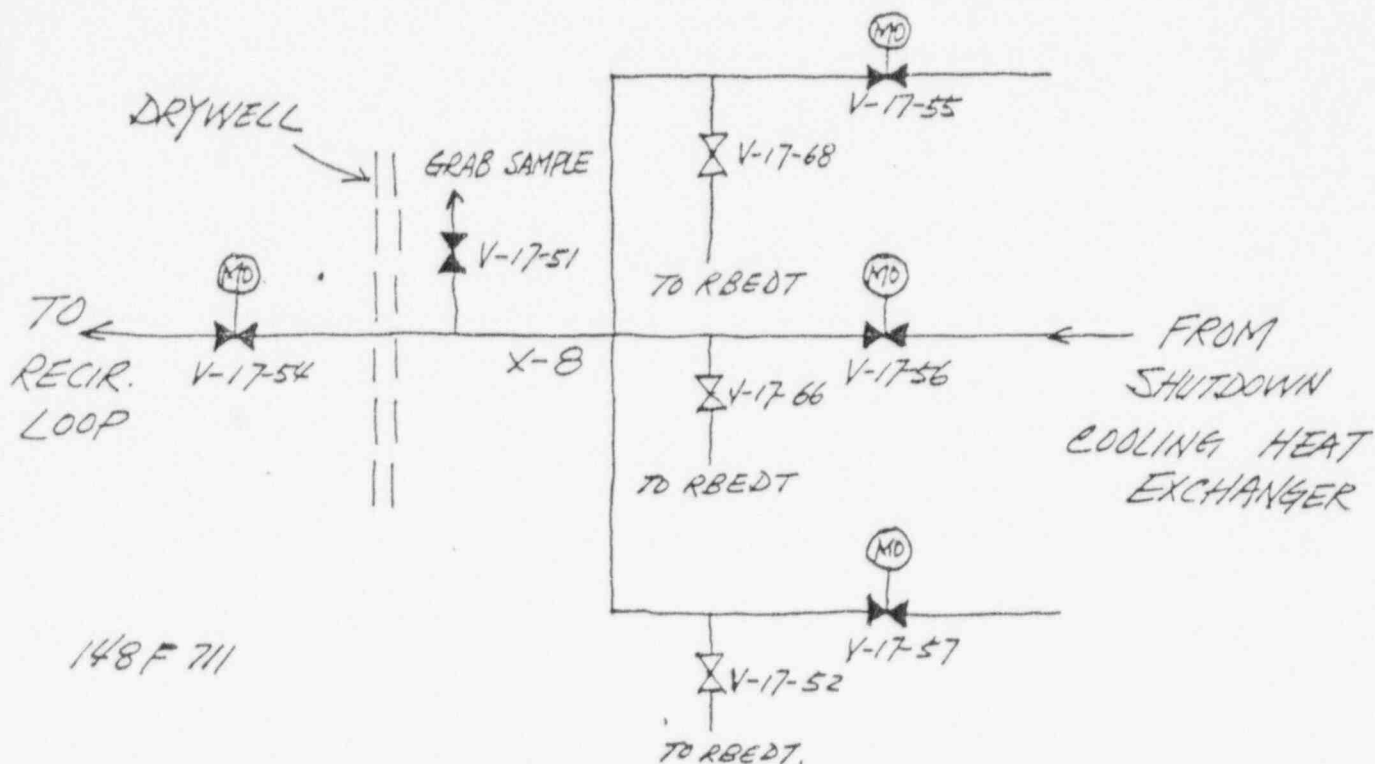 MO
V-17-55
DRYWELL
GRAB SAMPLE
V-17-68
V-17-51
TO RBEDT
MO
MO
TO
RECIR.
LOOP
V-17-54
X-8
V-17-56
FROM
SHUTDOWN
COOLING HEAT
EXCHANGER
V-17-66
TO RBEDT
MO
V-17-57
148F711
V-17-52
TO RBEDT.